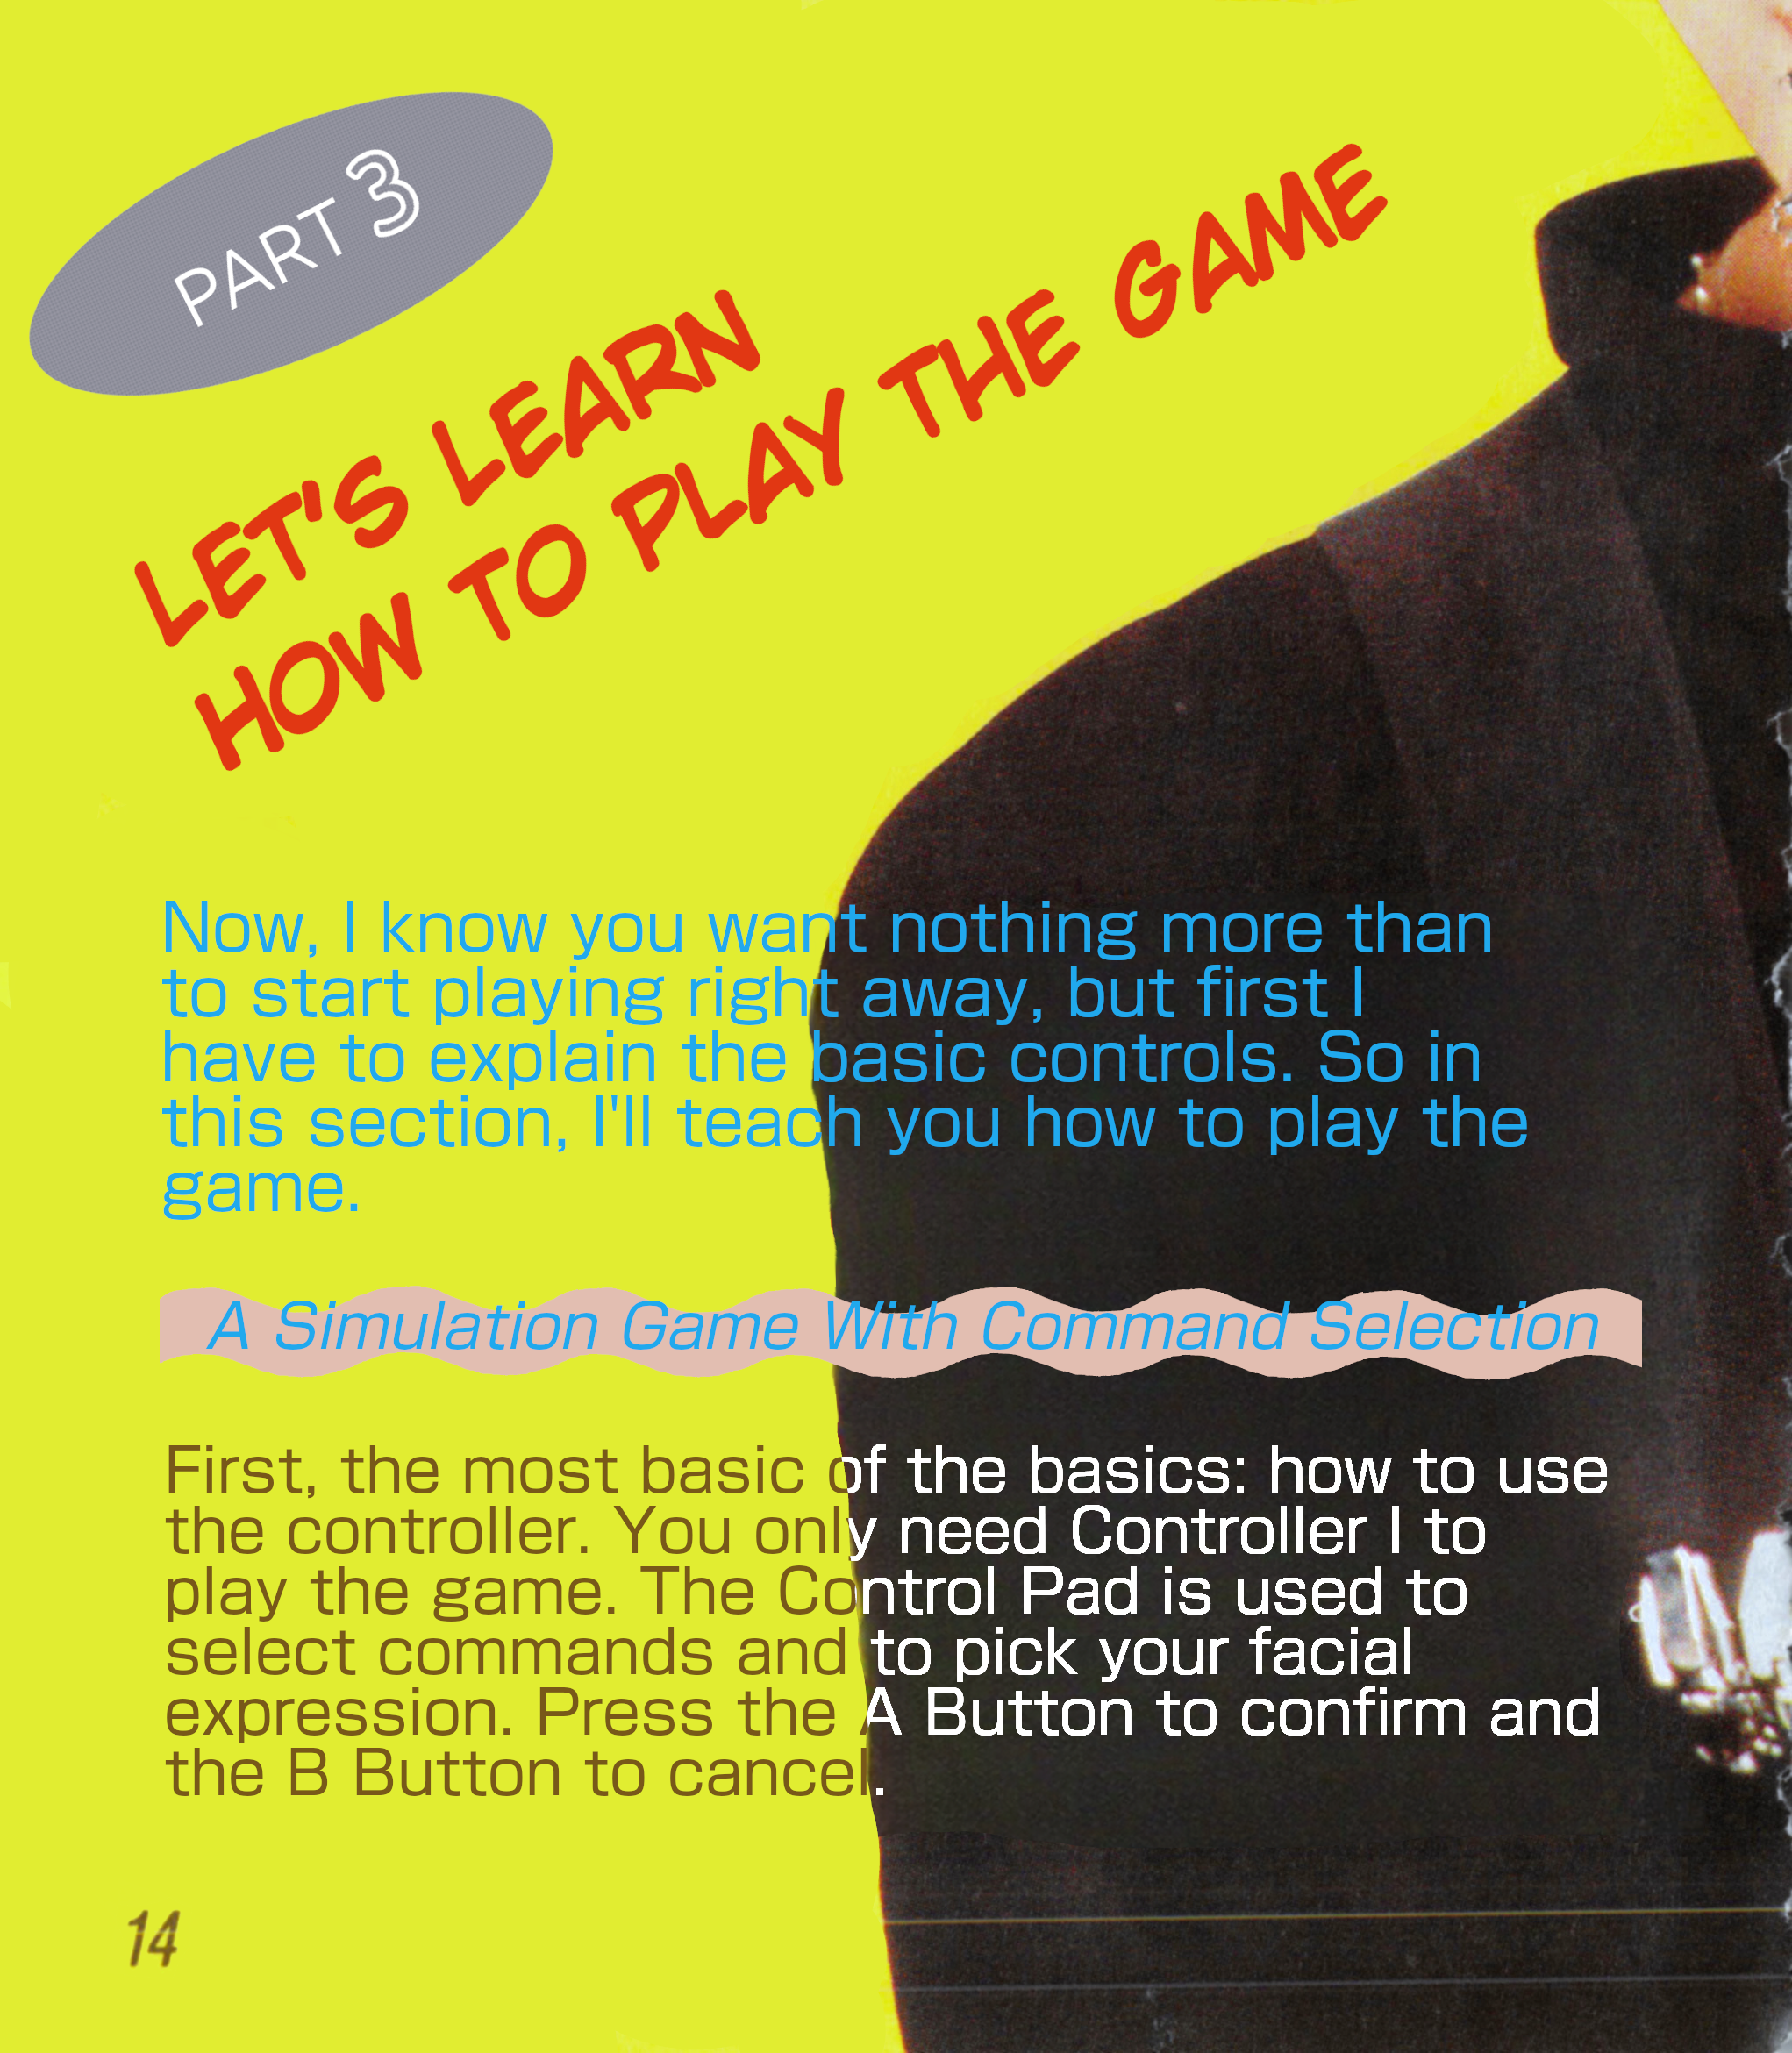 PART 3
LET'S LEARN
HOW TO PLAY THE GAME
Now, I know you want nothing more than
to start playing right away, but first I
have to explain the basic controls. So in
this section, I'll teach you how to play the
game.
A Simulation Game With Command Selection
First, the most basic of the basics: how to use
the controller. You only need Controller I to
play the game. The Control Pad is used to
select commands and to pick your facial
expression. Press the A Button to confirm and
the B Button to cancel.
14